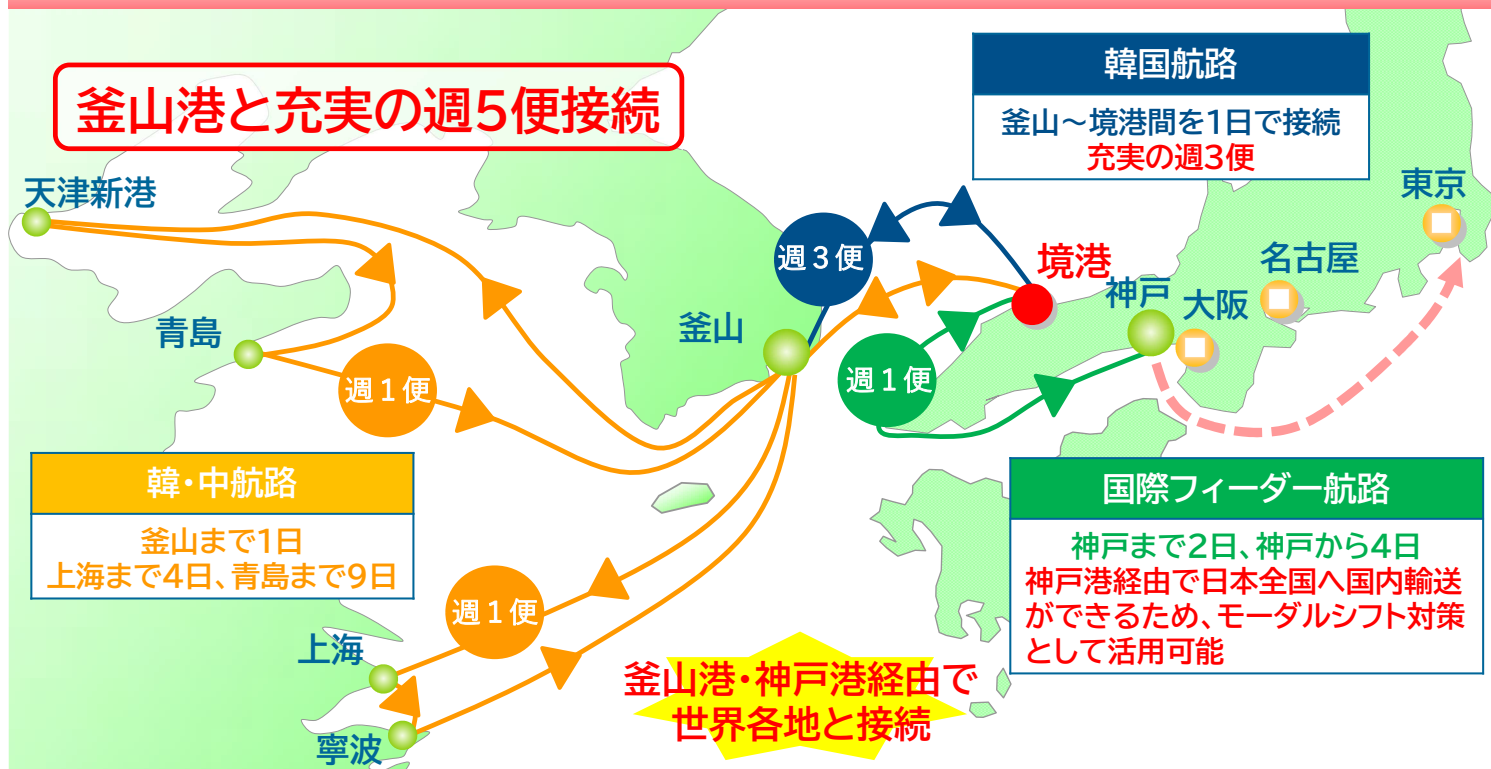 釜山港と充実の週5便接続
韓国航路
釜山～境港間を1日で接続
充実の週3便
天津新港
東京
週3便
境港
名古屋
神戸
大阪
青島
釜山
週1便
週1便
韓・中航路
釜山まで1日
上海まで4日、青島まで9日
国際フィーダー航路
神戸まで2日、神戸から4日
神戸港経由で日本全国へ国内輸送
ができるため、モーダルシフト対策
として活用可能
週1便
上海
寧波
釜山港・神戸港経由で
世界各地と接続